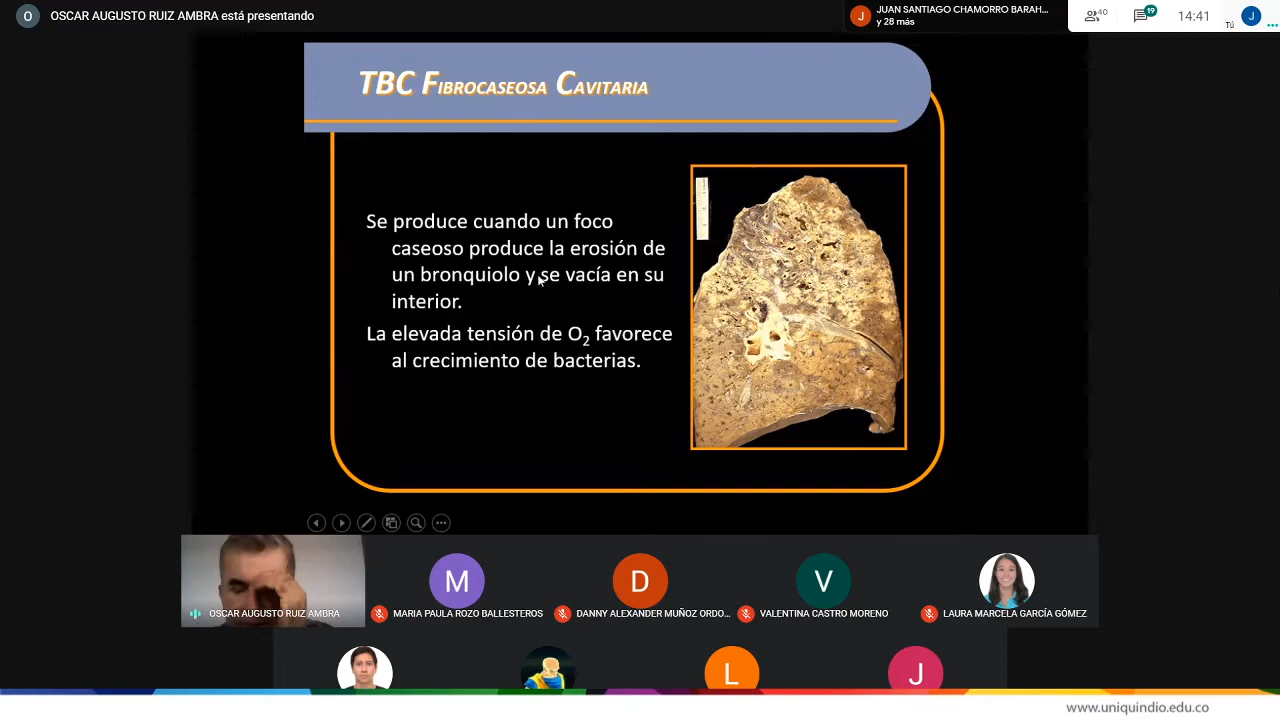 O OSCAR AUGUSTO RUIZ AMBRA está presentando
J JUAN SANTIAGO CHAMORRO BARAH...
y 28 más
40
19
14:41
Tú
J
TBC FIBROCASEOSA CAVITARIA
Se produce cuando un foco
caseoso produce la erosión de
un bronquiolo y se vacía en su
interior.
La elevada tensión de O2 favorece
al crecimiento de bacterias.
M
D
V
OSCAR AUGUSTO RUIZ AMBRA
MARIA PAULA ROZO BALLESTEROS
DANNY ALEXANDER MUÑOZ ORDO...
VALENTINA CASTRO MORENO
LAURA MARCELA GARCÍA GÓMEZ
L
J
www.uniquindio.edu.co